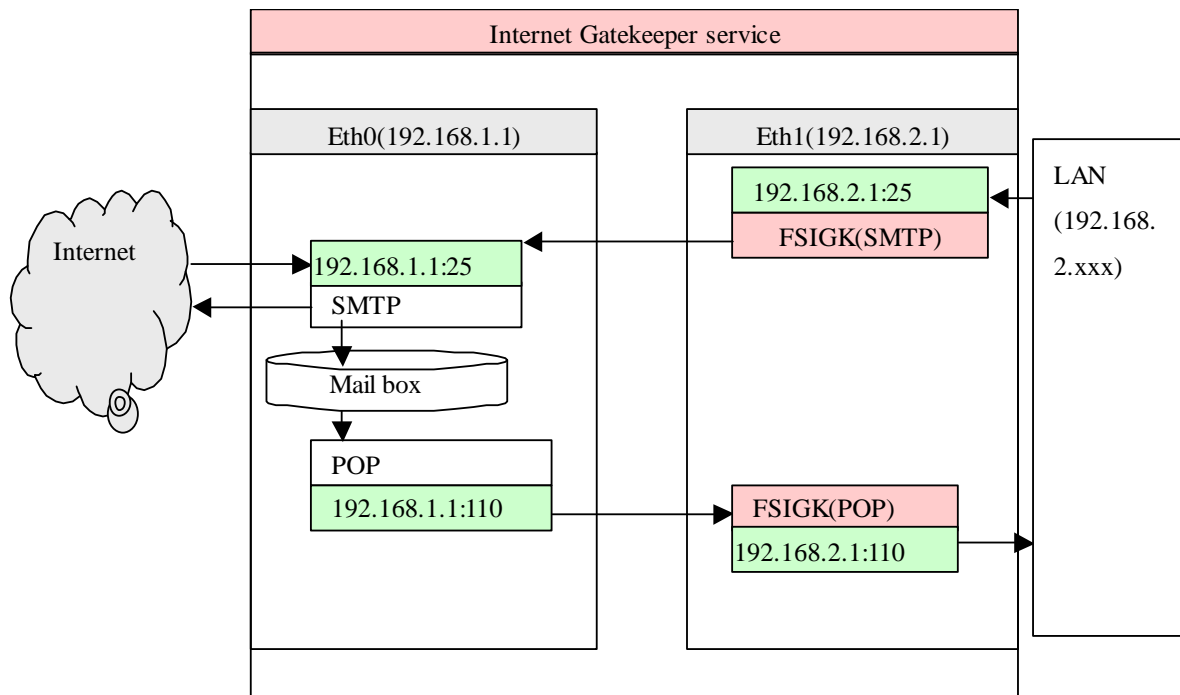 Internet Gatekeeper service
Eth0(192.168.1.1)
Eth1(192.168.2.1)
192.168.2.1:25
FSIGK(SMTP)
LAN
(192.168.
2.xxx)
Internet
192.168.1.1:25
SMTP
Mail box
POP
192.168.1.1:110
FSIGK(POP)
192.168.2.1:110